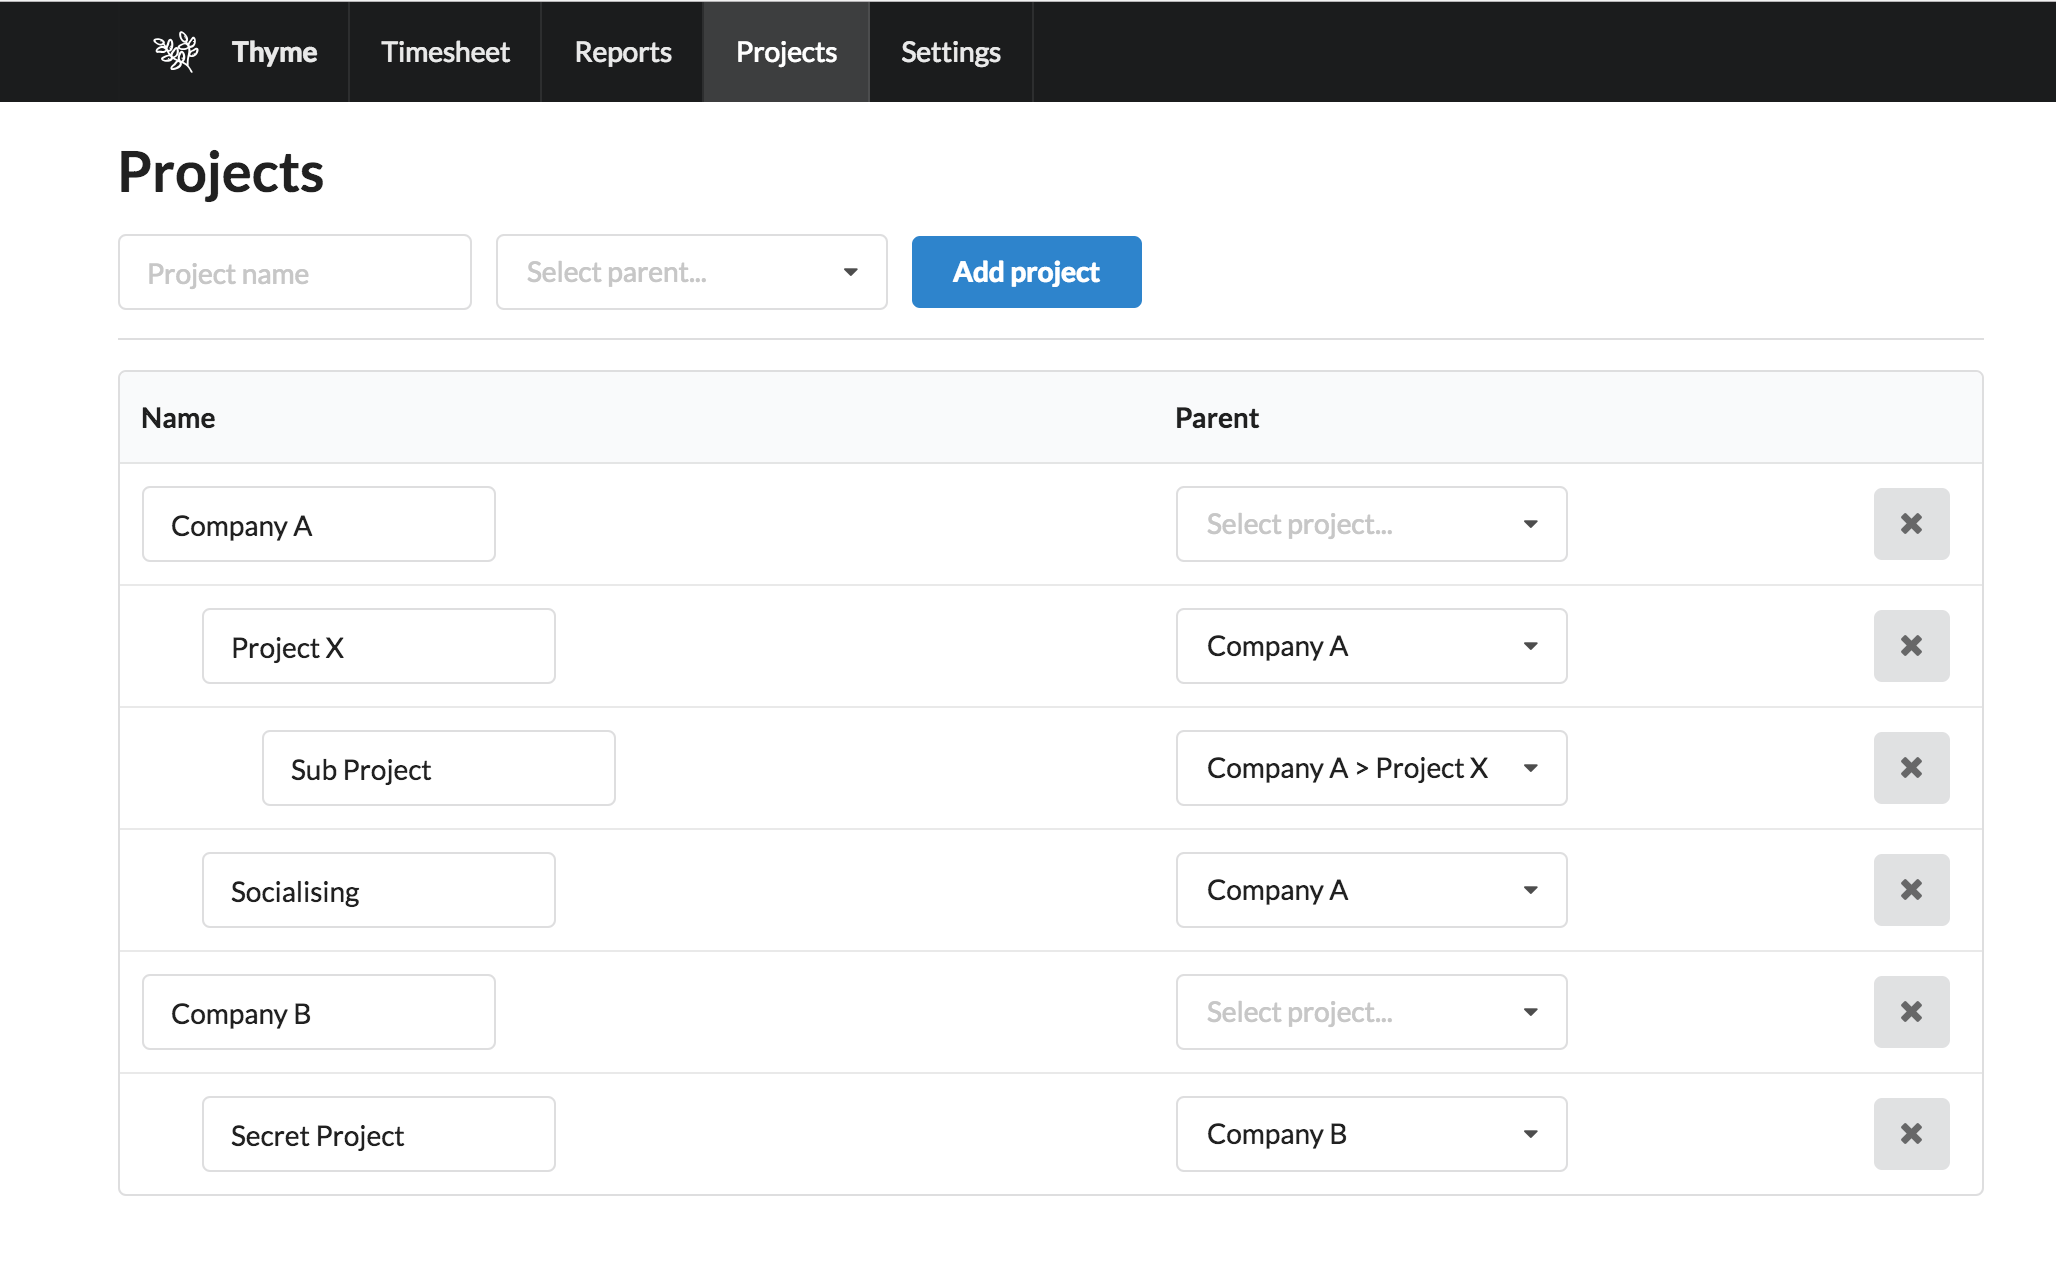 Thyme Timesheet Reports Projects Settings
Projects
Project name Select parent... Add project
Name Parent
Company A Select project...
Project X Company A
Sub Project Company A > Project X
Socialising Company A
Company B Select project...
Secret Project Company B